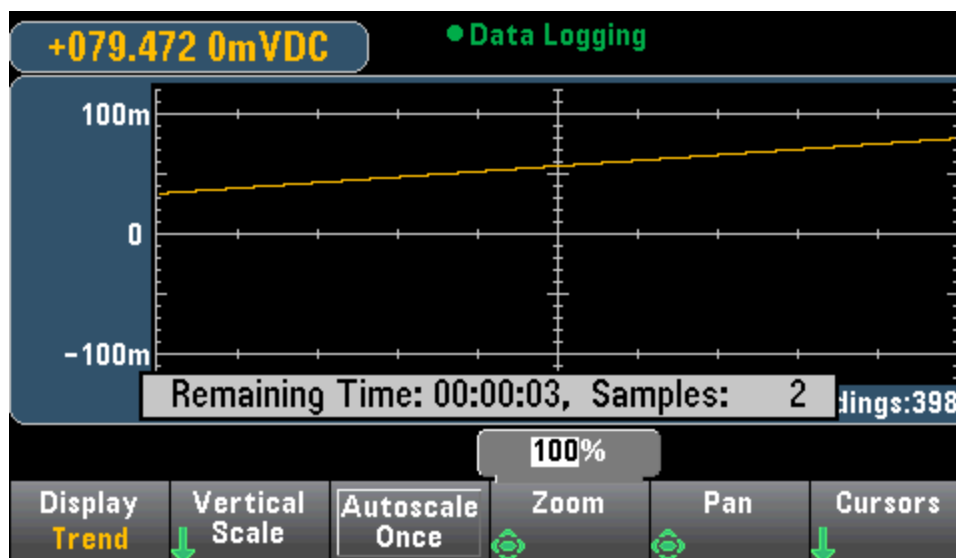 +079.472 0mVDC
Data Logging
100m
0
-100m
Remaining Time: 00:00:03, Samples: 2
dings:398
100%
Display
Trend
Vertical
Scale
Autoscale
Once
Zoom
Pan
Cursors